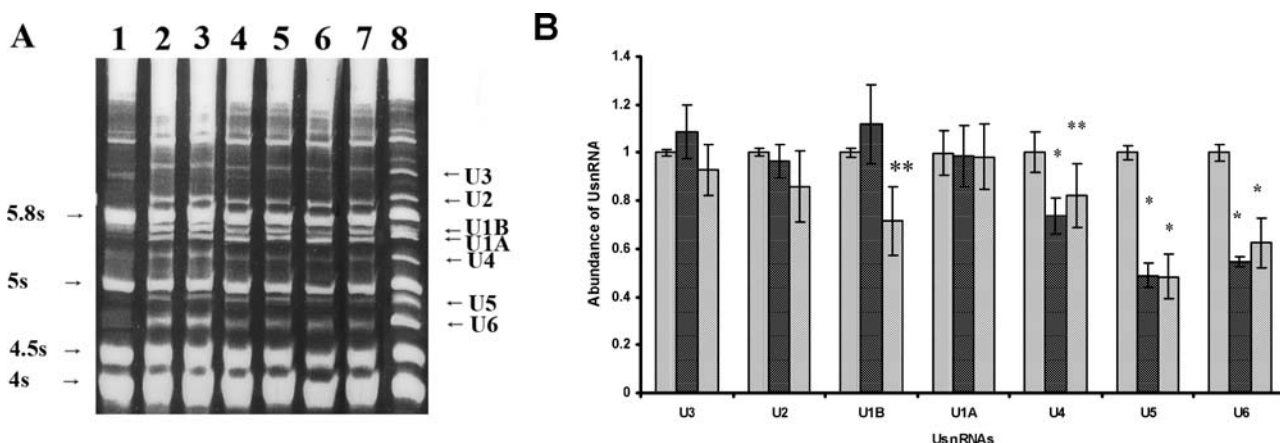 A
1 2 3 4 5 6 7 8
U3
U2
5.8s
U1B
U1A
U4
5s
U5
U6
4.5s
4s
B
Abundance of UsnRNA
1.4
1.2
1
0.8
0.6
0.4
0.2
0
** * ** * * * *
U3 U2 U1B U1A U4 U5 U6
UsnRNAs